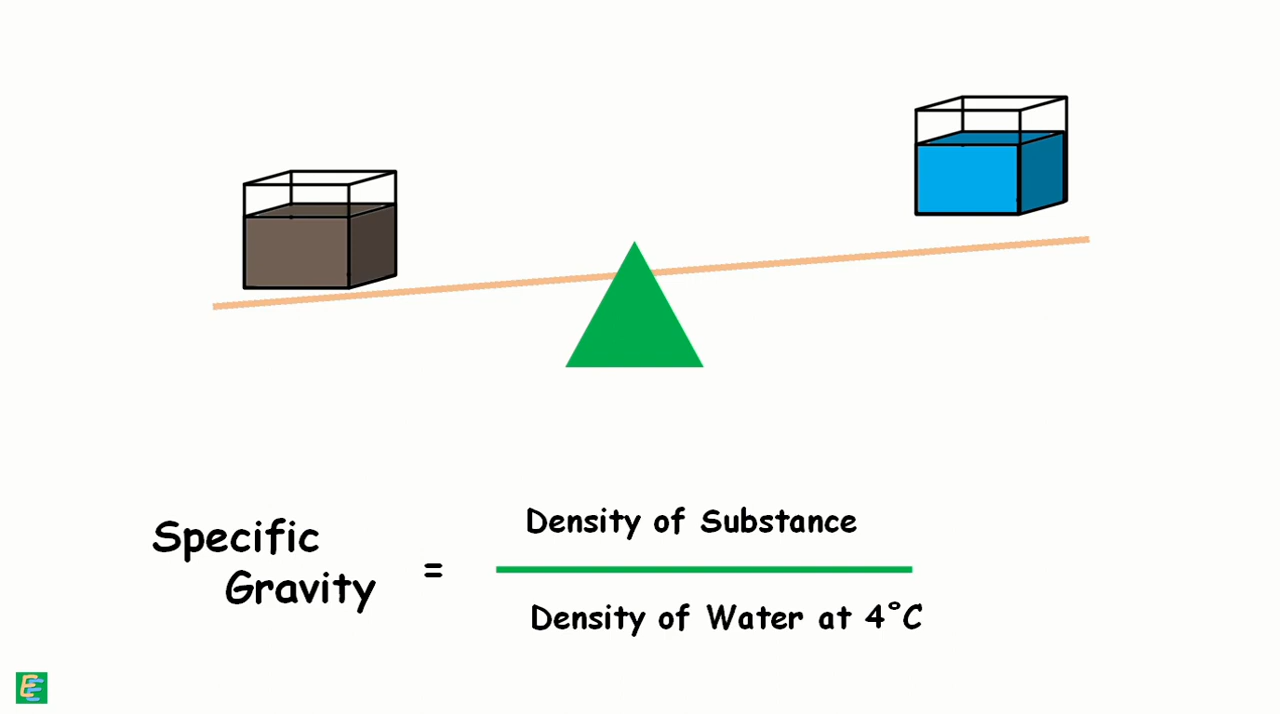 Specific
Gravity
=
Density of Substance
Density of Water at 4°C